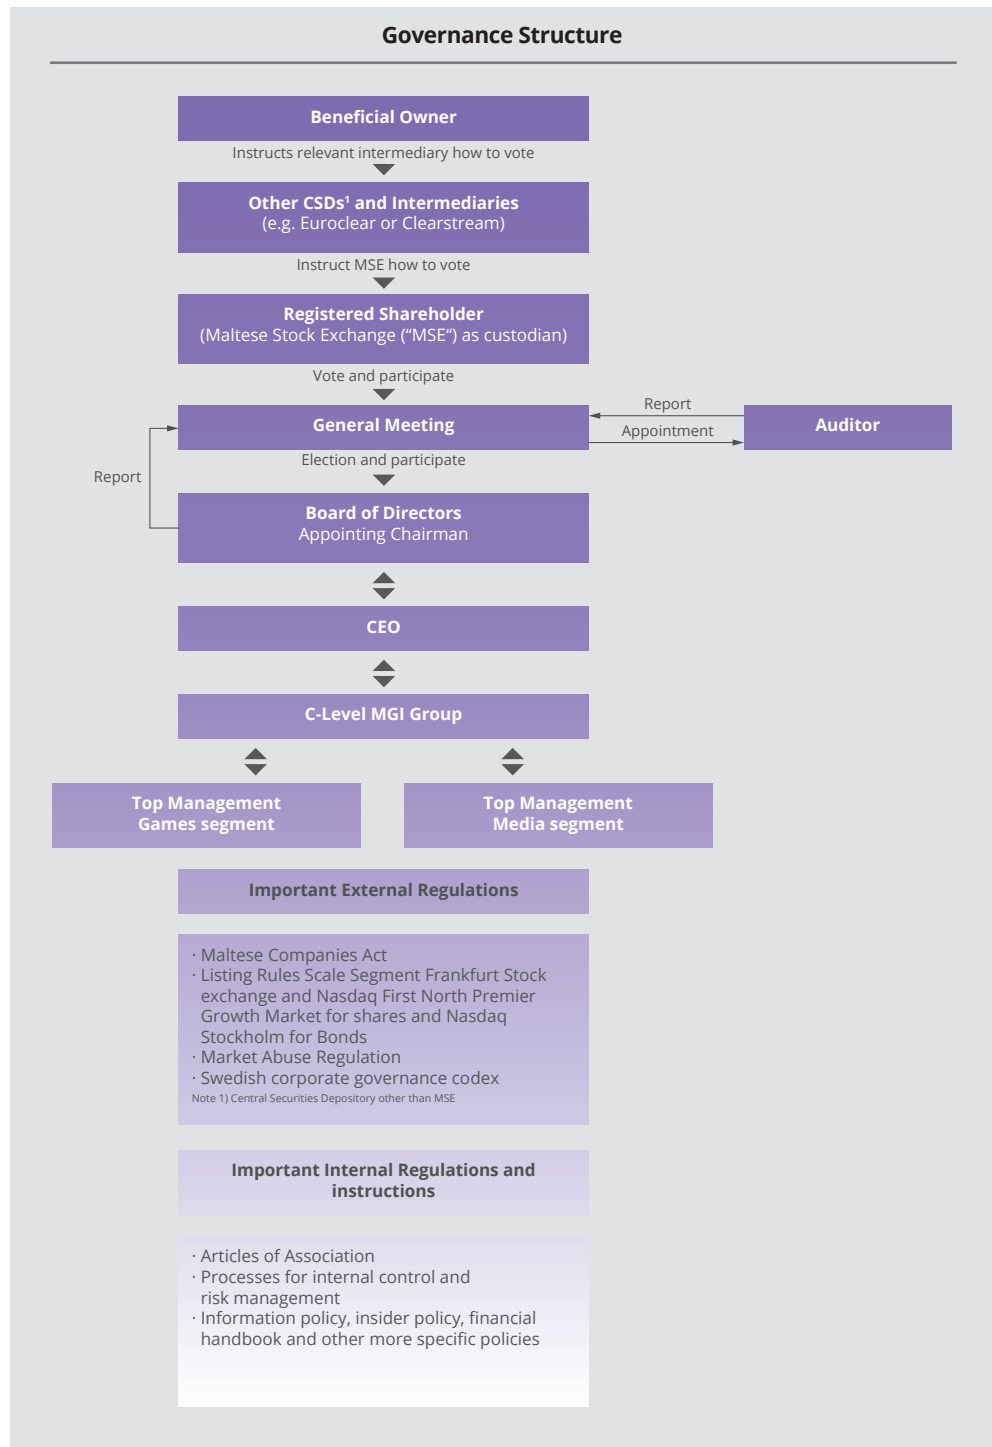 Governance Structure
Beneficial Owner
Instructs relevant intermediary how to vote
Other CSDs¹ and Intermediaries
(e.g. Euroclear or Clearstream)
Instruct MSE how to vote
Registered Shareholder
(Maltese Stock Exchange (“MSE“) as custodian)
Vote and participate
General Meeting
Report
Appointment
Auditor
Election and participate
Report
Board of Directors
Appointing Chairman
CEO
C-Level MGI Group
Top Management
Games segment
Top Management
Media segment
Important External Regulations
· Maltese Companies Act
· Listing Rules Scale Segment Frankfurt Stock
exchange and Nasdaq First North Premier
Growth Market for shares and Nasdaq
Stockholm for Bonds
· Market Abuse Regulation
· Swedish corporate governance codex
Note 1) Central Securities Depository other than MSE
Important Internal Regulations and
instructions
· Articles of Association
· Processes for internal control and
risk management
· Information policy, insider policy, financial
handbook and other more specific policies